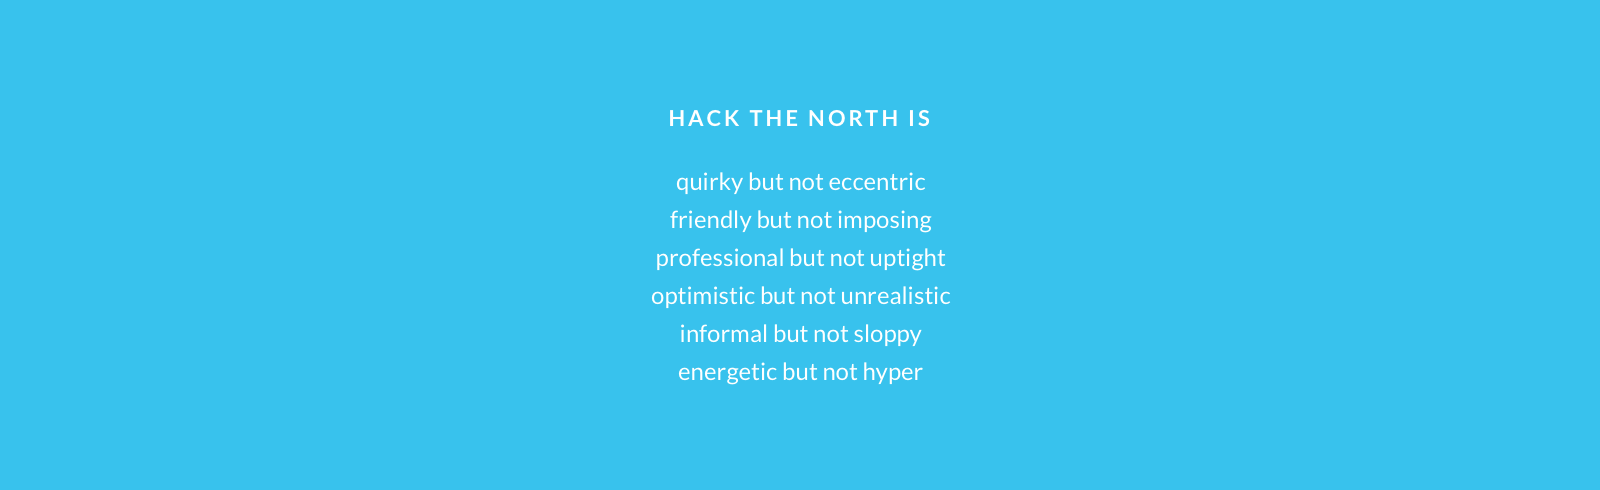 HACK THE NORTH IS
quirky but not eccentric
friendly but not imposing
professional but not uptight
optimistic but not unrealistic
informal but not sloppy
energetic but not hyper